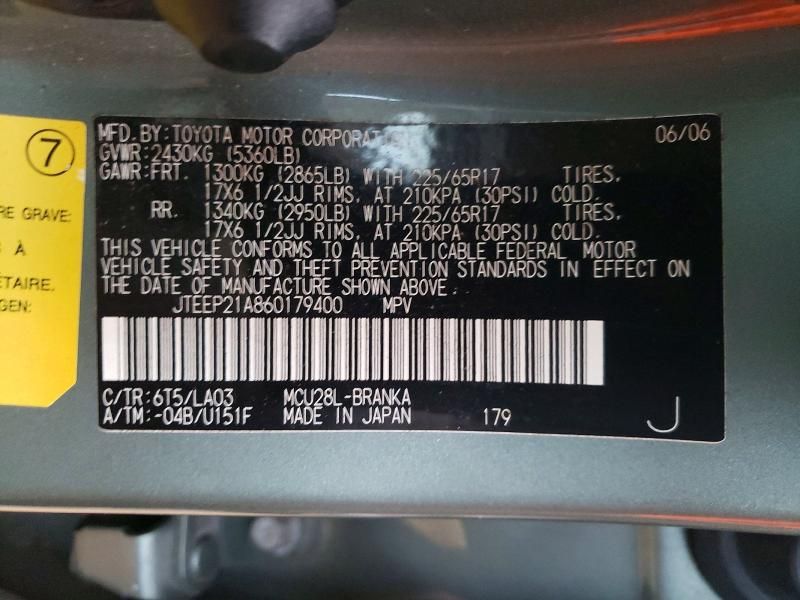 7
RE GRAVE:
À
ÉTAIRE.
GEN:
MFD. BY: TOYOTA MOTOR CORPORATION 06/06
GVWR: 2430KG (5360LB)
GAWR: FRT. 1300KG (2865LB) WITH 225/65R17 TIRES,
17X6 1/2JJ RIMS, AT 210KPA (30PSI) COLD.
RR. 1340KG (2950LB) WITH 225/65R17 TIRES,
17X6 1/2JJ RIMS, AT 210KPA (30PSI) COLD.
THIS VEHICLE CONFORMS TO ALL APPLICABLE FEDERAL MOTOR
VEHICLE SAFETY AND THEFT PREVENTION STANDARDS IN EFFECT ON
THE DATE OF MANUFACTURE SHOWN ABOVE.
JTEEP21A860179400 MPV
C/TR: 6T5/LA03 MCU28L-BRANKA
A/TM: -04B/U151F MADE IN JAPAN 179 J